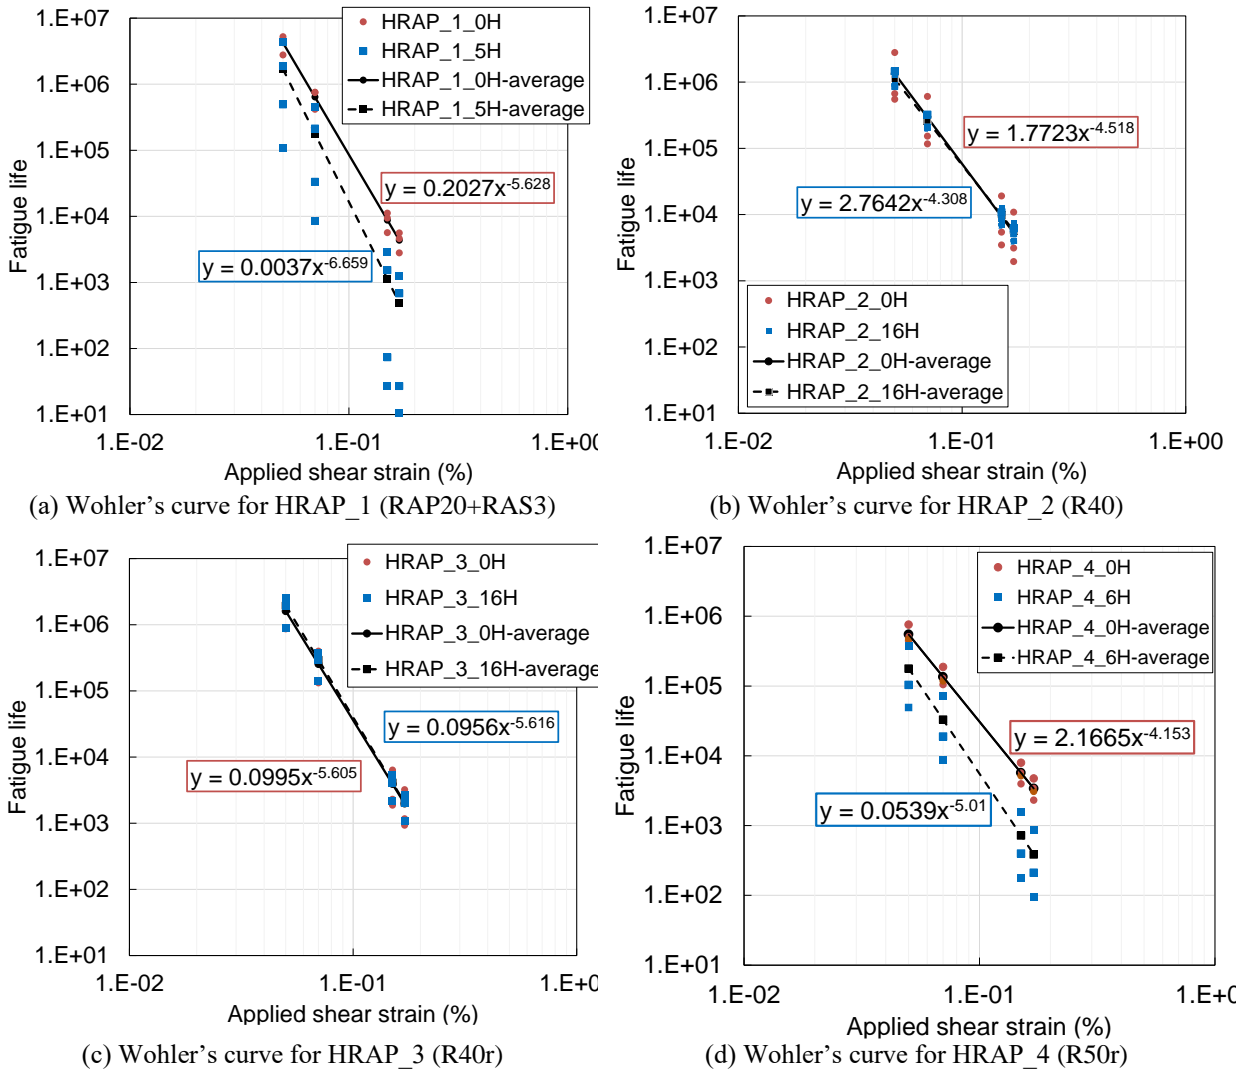 1.E+07
1.E+06
1.E+05
1.E+04
1.E+03
1.E+02
1.E+01
Fatigue life
HRAP_1_0H
HRAP_1_5H
HRAP_1_0H-average
HRAP_1_5H-average
y = 0.2027x-5.628
y = 0.0037x-6.659
1.E-02 1.E-01 1.E+00
Applied shear strain (%)
(a) Wohler's curve for HRAP_1 (RAP20+RAS3)
1.E+07
1.E+06
1.E+05
1.E+04
1.E+03
1.E+02
1.E+01
Fatigue life
y = 1.7723x-4.518
y = 2.7642x-4.308
HRAP_2_0H
HRAP_2_16H
HRAP_2_0H-average
HRAP_2_16H-average
1.E-02 1.E-01 1.E+00
Applied shear strain (%)
(b) Wohler's curve for HRAP_2 (R40)
1.E+07
1.E+06
1.E+05
1.E+04
1.E+03
1.E+02
1.E+01
Fatigue life
HRAP_3_0H
HRAP_3_16H
HRAP_3_0H-average
HRAP_3_16H-average
y = 0.0956x-5.616
y = 0.0995x-5.605
1.E-02 1.E-01 1.E+00
Applied shear strain (%)
(c) Wohler's curve for HRAP_3 (R40r)
1.E+07
1.E+06
1.E+05
1.E+04
1.E+03
1.E+02
1.E+01
Fatigue life
HRAP_4_0H
HRAP_4_6H
HRAP_4_0H-average
HRAP_4_6H-average
y = 2.1665x-4.153
y = 0.0539x-5.01
1.E-02 1.E-01 1.E+0
Applied shear strain (%)
(d) Wohler's curve for HRAP_4 (R50r)